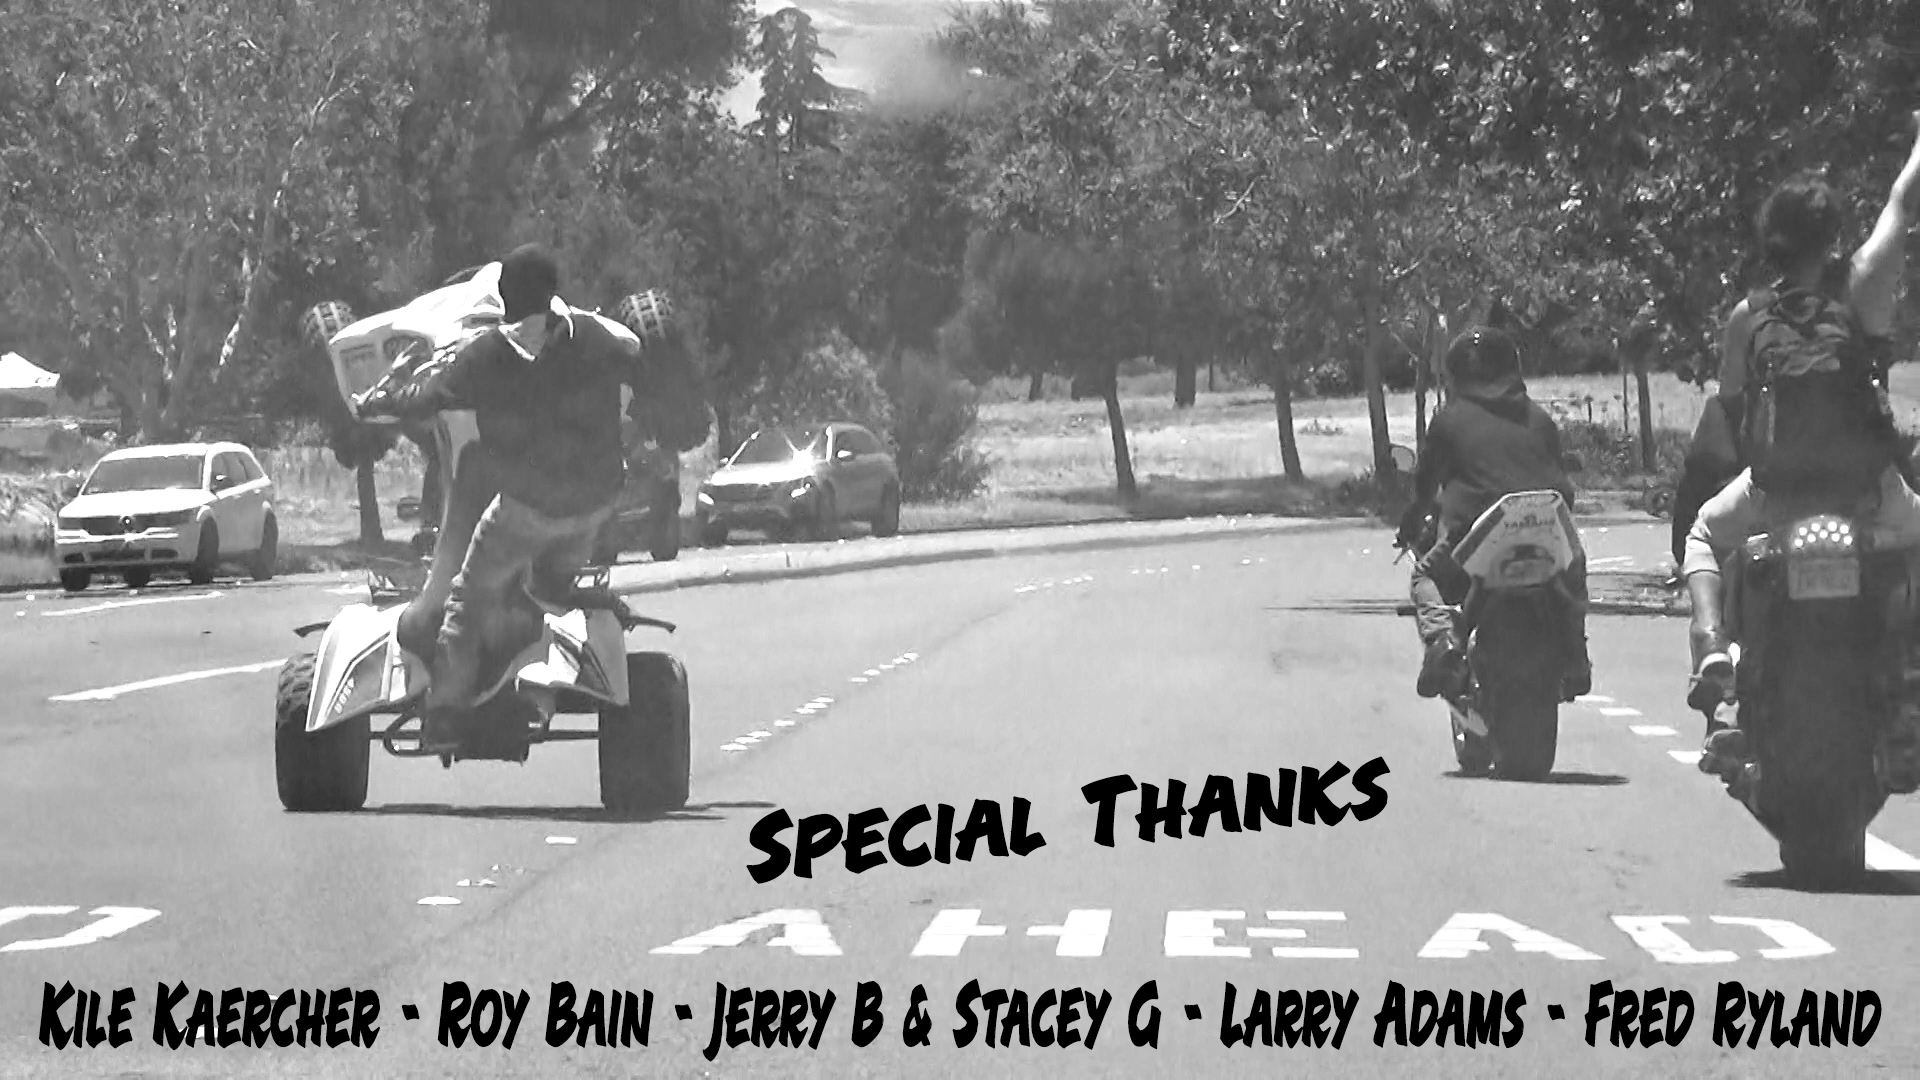 Special Thanks
AHEAD
Kile Kaercher - Roy Bain - Jerry B & Stacey G - Larry Adams - Fred Ryland